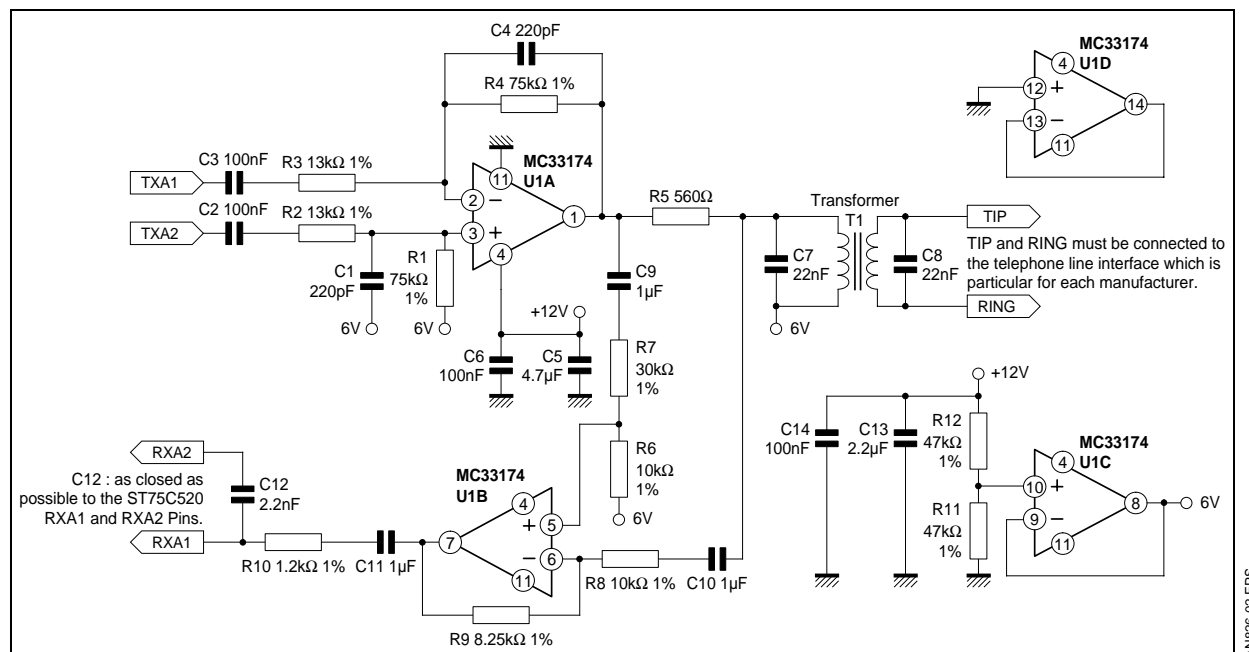 C4 220pF
R4 75kΩ 1%
MC33174
U1D
4
12
+
13
−
14
11
C3 100nF
R3 13kΩ 1%
TXA1
C2 100nF
R2 13kΩ 1%
TXA2
MC33174
U1A
11
2
−
3
+
4
1
C1
220pF
6V
R1
75kΩ
1%
6V
R5 560Ω
C9
1µF
Transformer
T1
C7
22nF
6V
C8
22nF
TIP
TIP and RING must be connected to
the telephone line interface which is
particular for each manufacturer.
RING
+12V
C6
100nF
C5
4.7µF
R7
30kΩ
1%
R6
10kΩ
1%
6V
RXA2
C12 : as closed as
possible to the ST75C520
RXA1 and RXA2 Pins.
RXA1
C12
2.2nF
R10 1.2kΩ 1%
C11 1µF
MC33174
U1B
4
+
5
7
−
6
11
R8 10kΩ 1%
C10 1µF
R9 8.25kΩ 1%
+12V
C14
100nF
C13
2.2µF
R12
47kΩ
1%
R11
47kΩ
1%
MC33174
U1C
4
10
+
9
−
8
11
6V